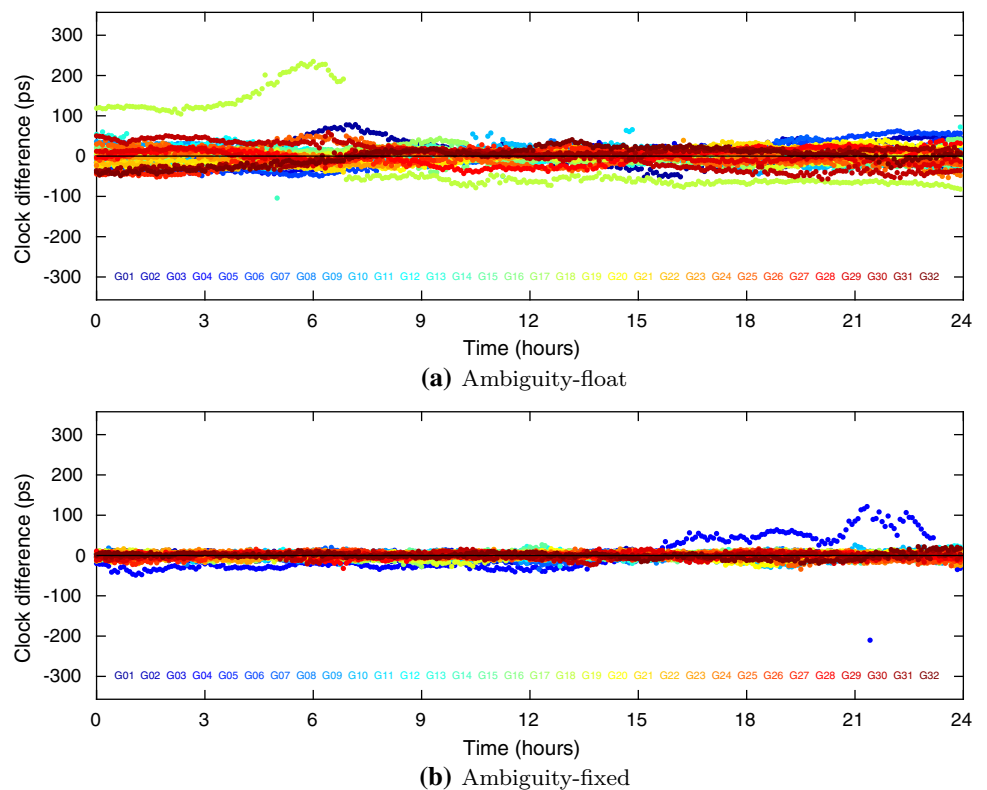 300
200
100
0
-100
-200
-300
Clock difference (ps)
G01 G02 G03 G04 G05 G06 G07 G08 G09 G10 G11 G12 G13 G14 G15 G16 G17 G18 G19 G20 G21 G22 G23 G24 G25 G26 G27 G28 G29 G30 G31 G32
0 3 6 9 12 15 18 21 24
Time (hours)
(a) Ambiguity-float
300
200
100
0
-100
-200
-300
Clock difference (ps)
G01 G02 G03 G04 G05 G06 G07 G08 G09 G10 G11 G12 G13 G14 G15 G16 G17 G18 G19 G20 G21 G22 G23 G24 G25 G26 G27 G28 G29 G30 G31 G32
0 3 6 9 12 15 18 21 24
Time (hours)
(b) Ambiguity-fixed